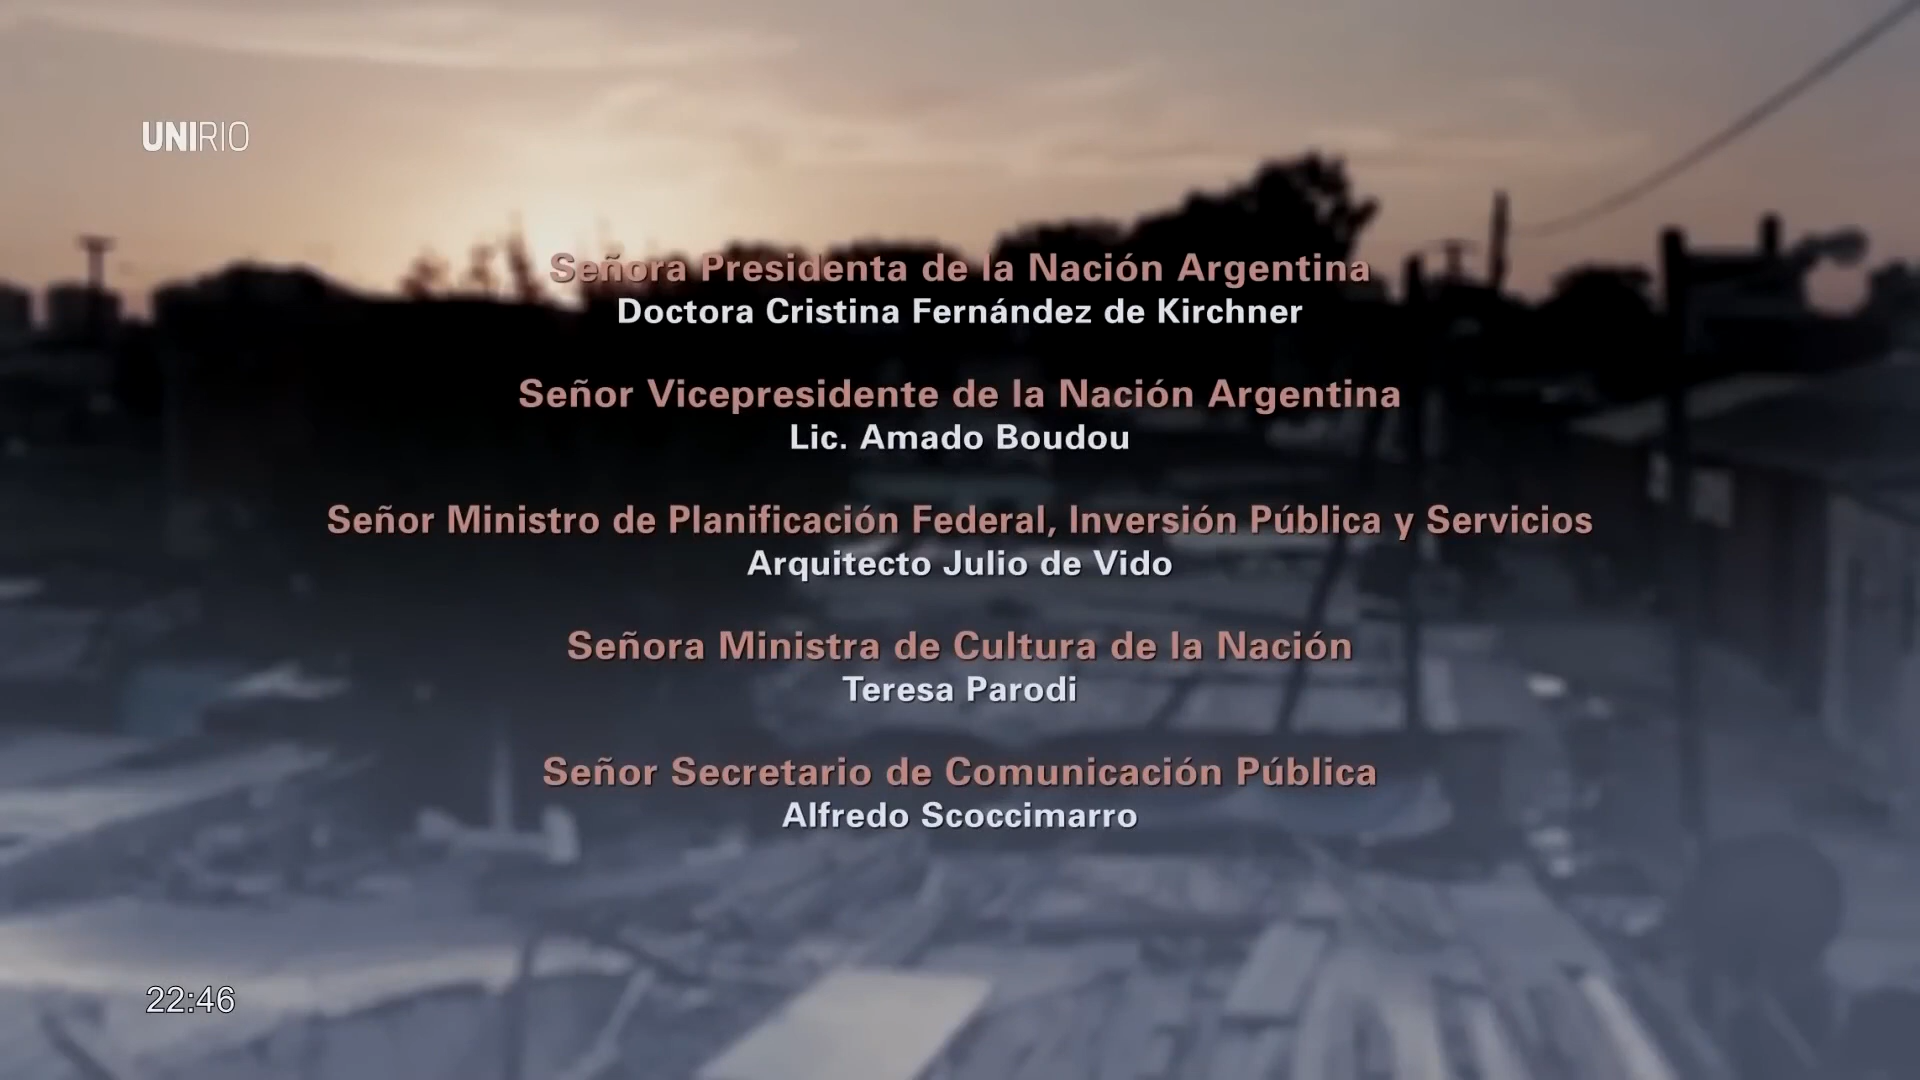 UNIRIO
Señora Presidenta de la Nación Argentina
Doctora Cristina Fernández de Kirchner
Señor Vicepresidente de la Nación Argentina
Lic. Amado Boudou
Señor Ministro de Planificación Federal, Inversión Pública y Servicios
Arquitecto Julio de Vido
Señora Ministra de Cultura de la Nación
Teresa Parodi
Señor Secretario de Comunicación Pública
Alfredo Scoccimarro
22:46